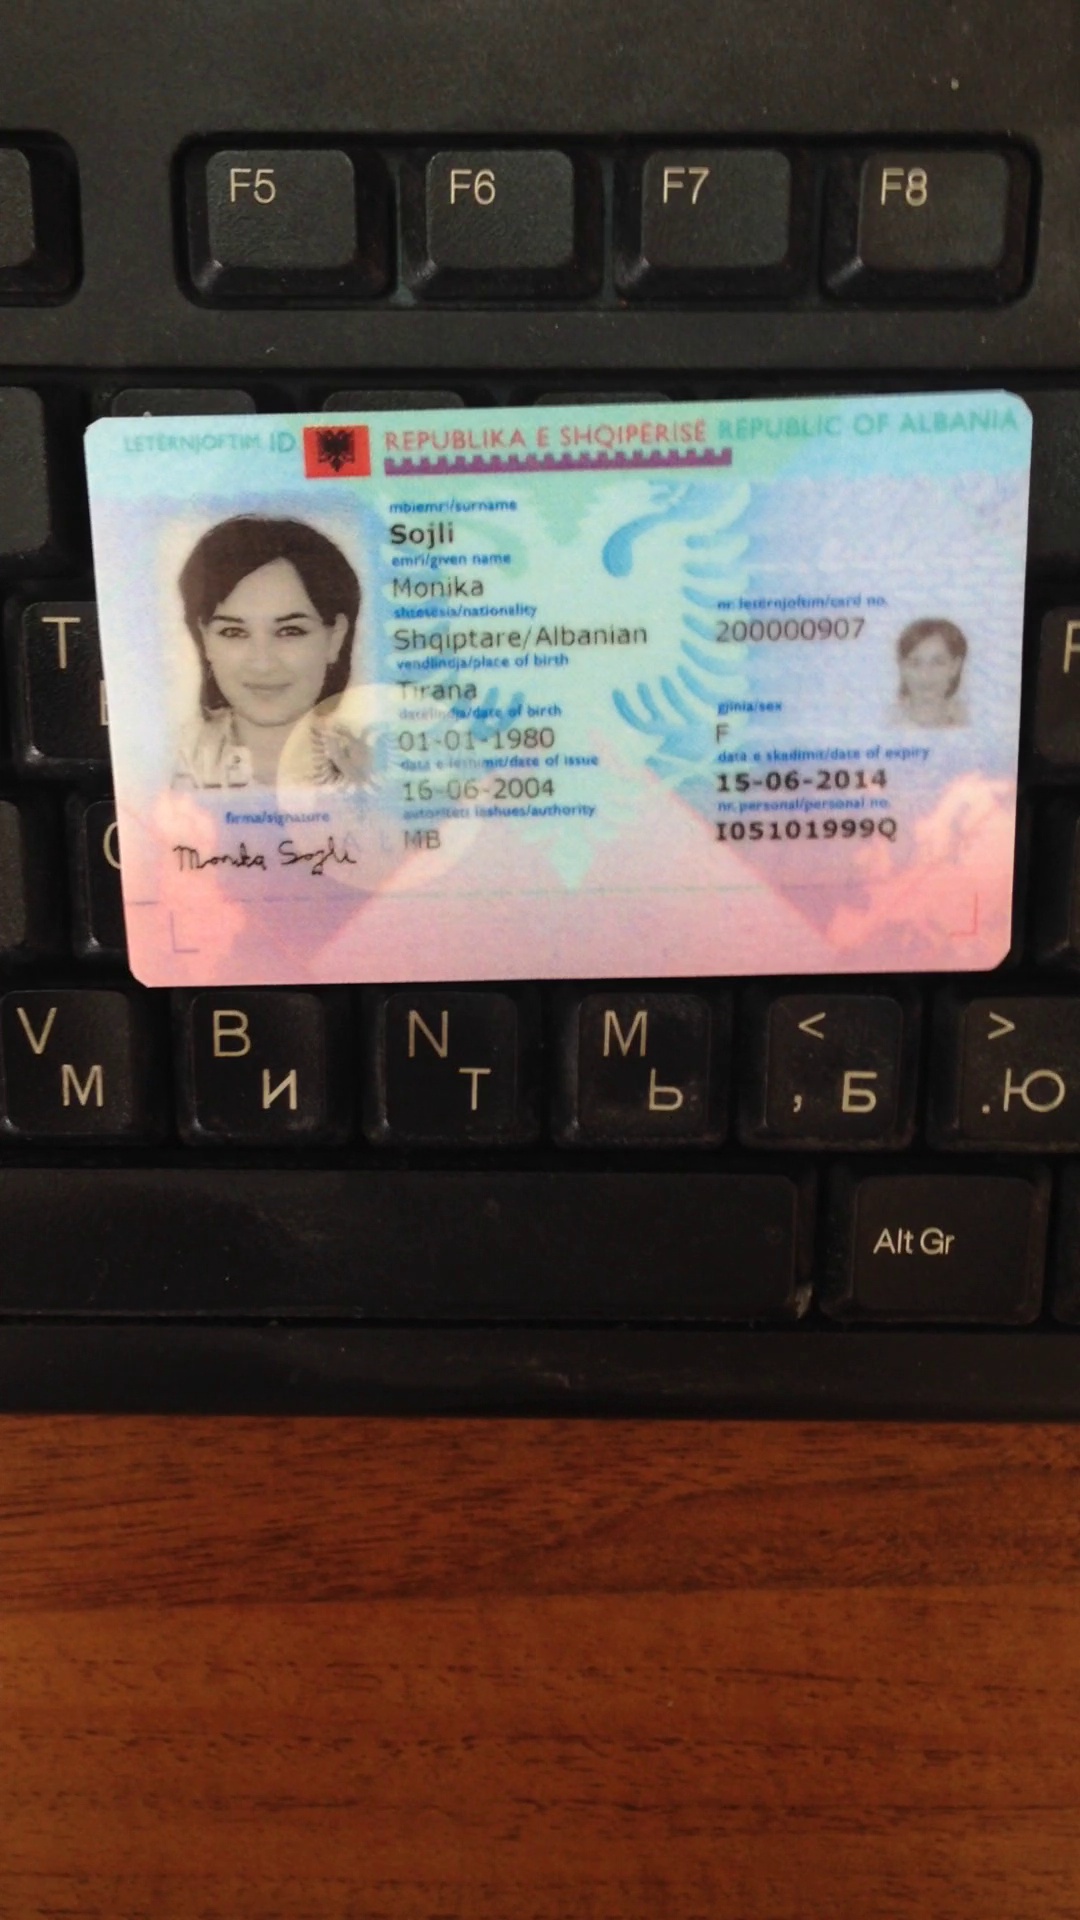 F5 F6 F7 F8
LETËRNJOFTIM ID REPUBLIKA E SHQIPËRISË REPUBLIC OF ALBANIA
mbiemri/surname
Sojli
emri/given name
Monika
shtetësia/nationality
Shqiptare/Albanian
vendlindja/place of birth
Tirana
datëlindja/date of birth
01-01-1980
data e lëshimit/date of issue
16-06-2004
autoriteti lëshues/authority
MB
nr. letërnjoftim/card no.
200000907
gjinia/sex
F
data e skadimit/date of expiry
15-06-2014
nr. personal/personal no.
I05101999Q
ALB
firma/signature
Monika Sojli
T
V M
B И
N T
M Ь
< , Б
> . Ю
Alt Gr